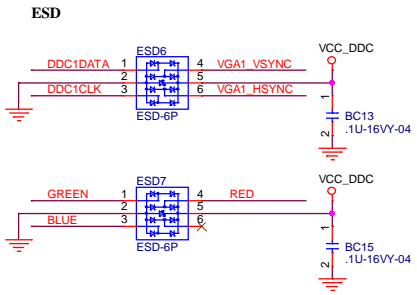 ESD
ESD6
VCC_DDC
DDC1DATA 1 4 VGA1_VSYNC
2 5
DDC1CLK 3 6 VGA1_HSYNC
ESD-6P
1
BC13
2 .1U-16VY-04
ESD7
VCC_DDC
GREEN 1 4 RED
2 5
BLUE 3 6
ESD-6P
1
BC15
2 .1U-16VY-04